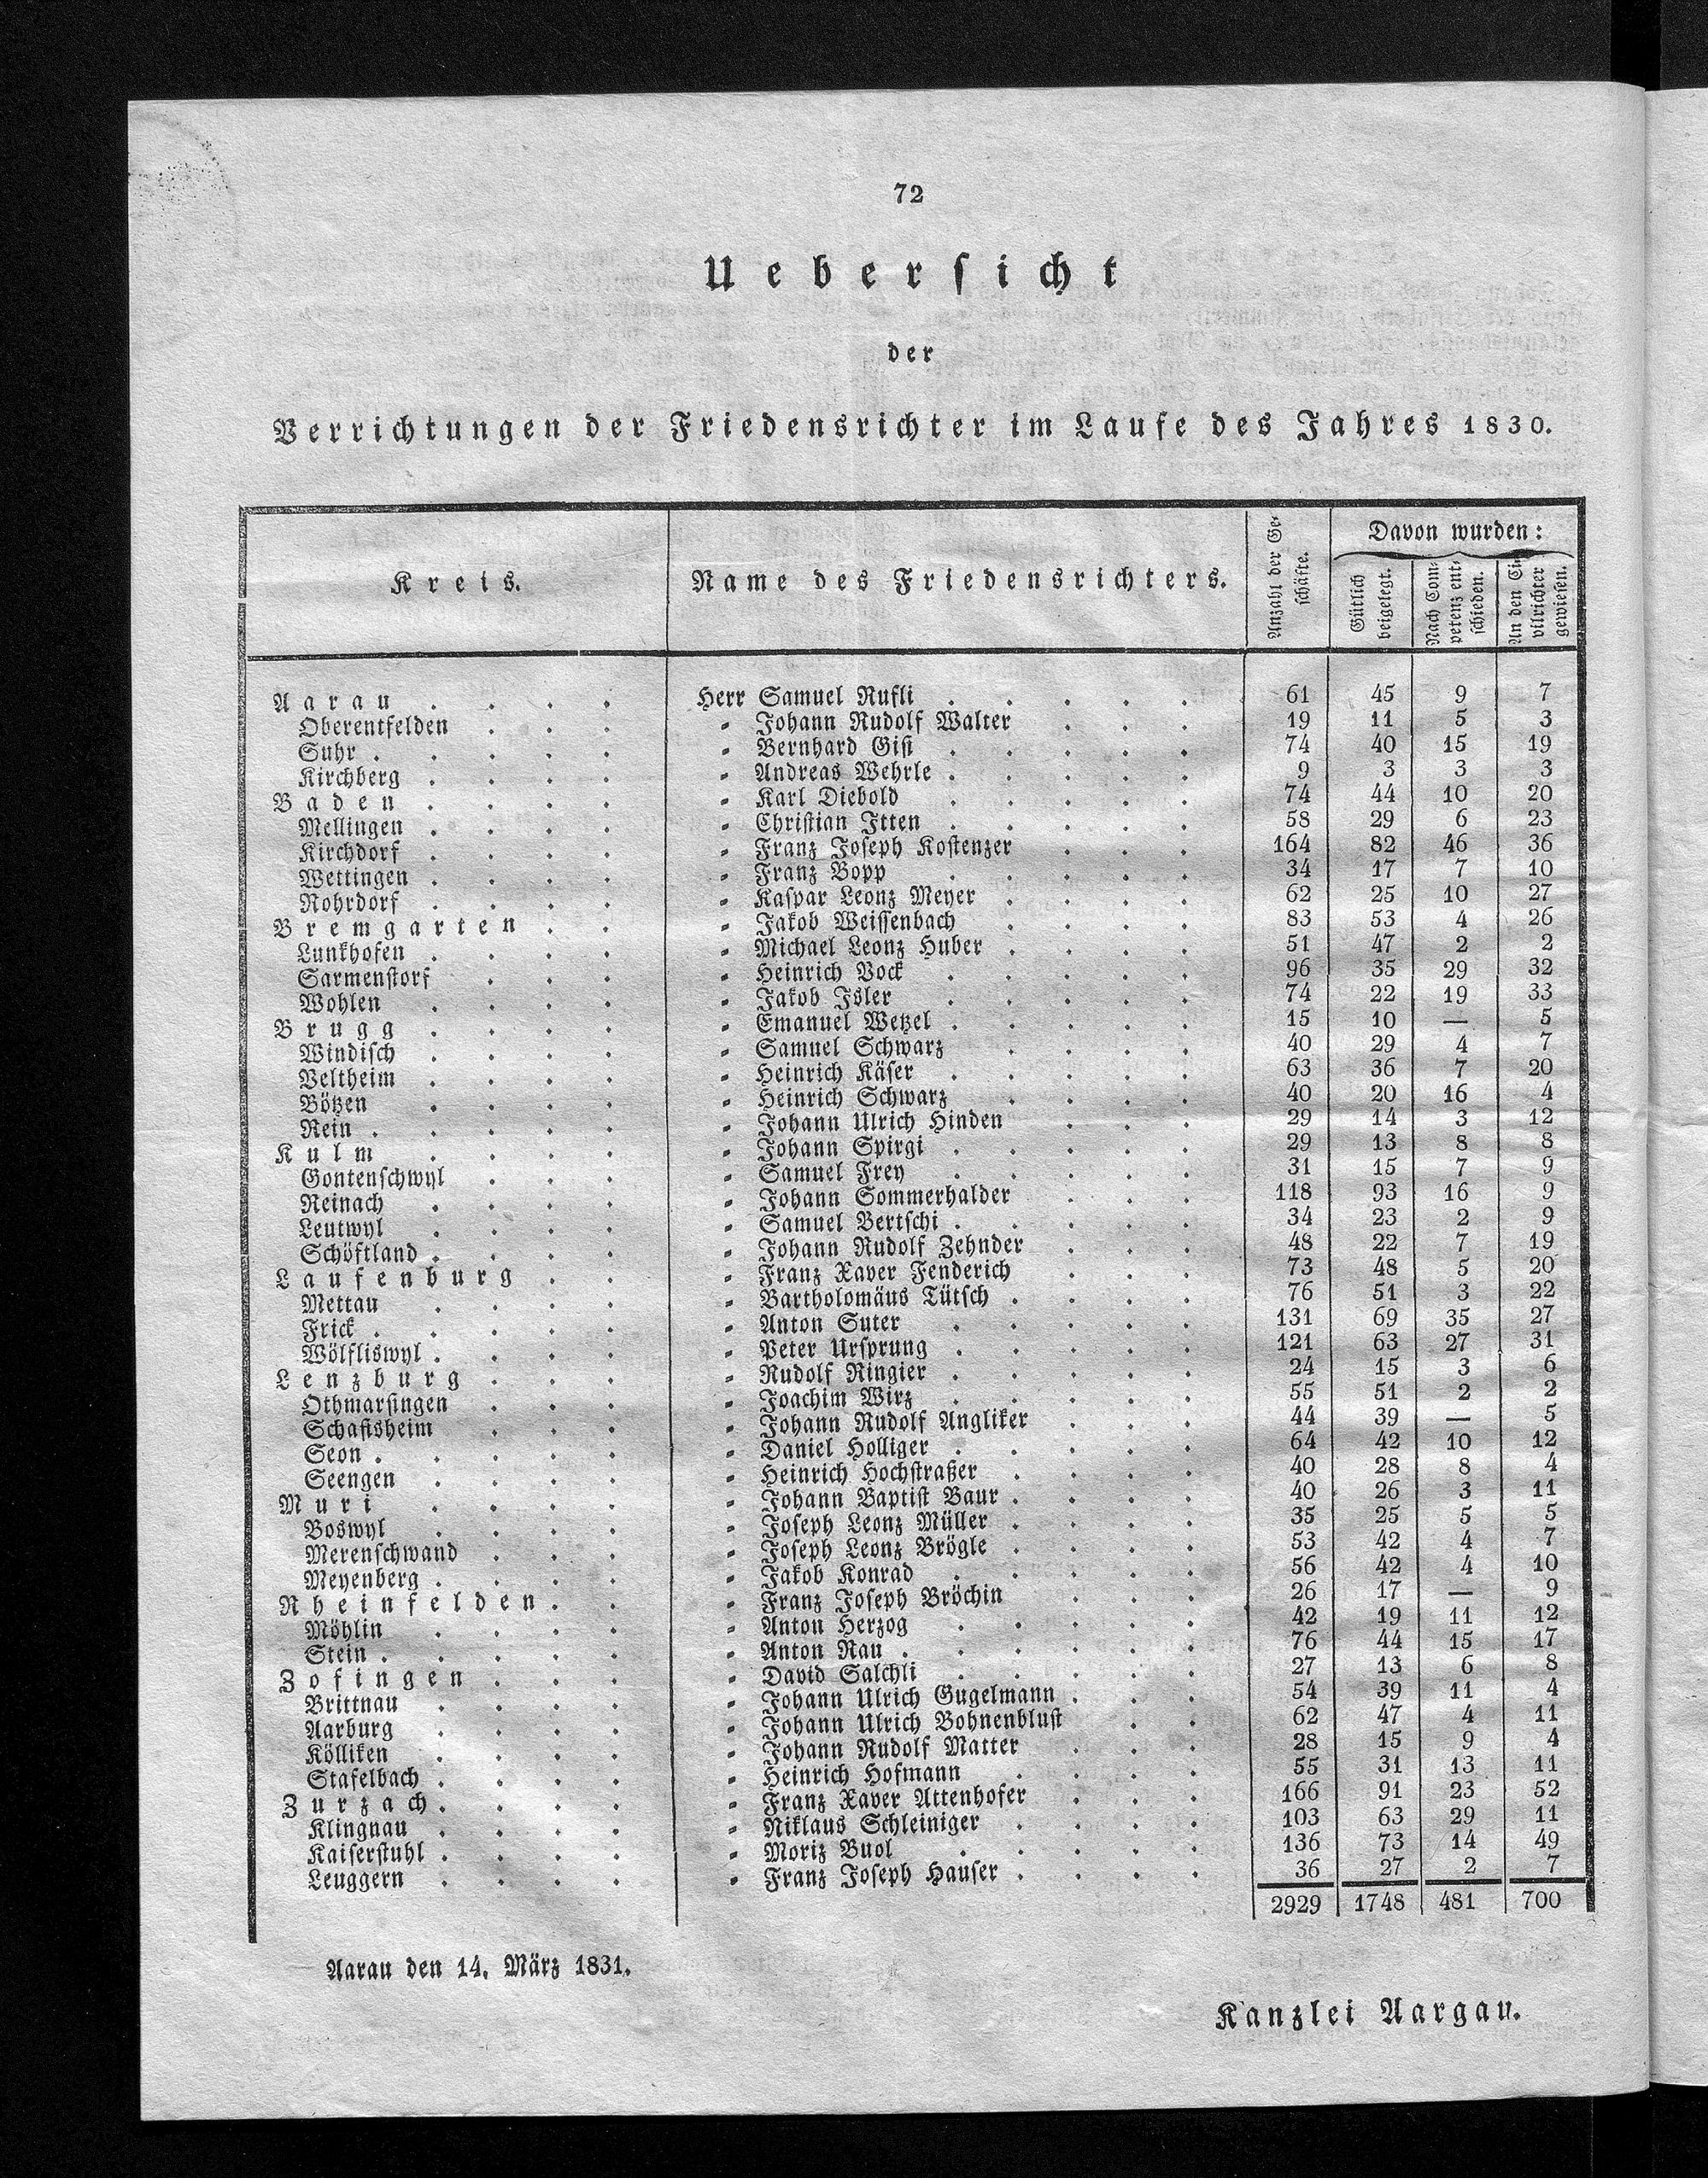 72
Uebersicht
der
Verrichtungen der Friedensrichter im Laufe des Jahres 1830.
Kreis. Name des Friedensrichters. Anzahl der Geschäfte. Davon wurden:
Gütlich beigelegt. Nach Competenz entschieden. An den Civilrichter gewiesen.
Aarau . . . . Herr Samuel Rufli . . . . . 61 45 9 7
Oberentfelden . . . „ Johann Rudolf Walter . . . 19 11 5 3
Suhr . . . . . „ Bernhard Gist . . . . . 74 40 15 19
Kirchberg . . . . „ Andreas Wehrle . . . . . 9 3 3 3
Baden . . . . „ Karl Diebold . . . . . 74 44 10 20
Mellingen . . . . „ Christian Itten . . . . . 58 29 6 23
Kirchdorf . . . . „ Franz Joseph Kostenzer . . . 164 82 46 36
Wettingen . . . . „ Franz Bopp . . . . . 34 17 7 10
Rohrdorf . . . . „ Kaspar Leonz Meyer . . . . 62 25 10 27
Bremgarten . . „ Jakob Weissenbach . . . . 83 53 4 26
Lunkhofen . . . . „ Michael Leonz Huber . . . . 51 47 2 2
Sarmenstorf . . . „ Heinrich Vock . . . . . 96 35 29 32
Wohlen . . . . „ Jakob Isler . . . . . 74 22 19 33
Brugg . . . . „ Emanuel Wetzel . . . . . 15 10 — 5
Windisch . . . . „ Samuel Schwarz . . . . 40 29 4 7
Veltheim . . . . „ Heinrich Käser . . . . . 63 36 7 20
Bötzen . . . . „ Heinrich Schwarz . . . . 40 20 16 4
Rein . . . . . „ Johann Ulrich Hinden . . . 29 14 3 12
Kulm . . . . „ Johann Spirgi . . . . . 29 13 8 8
Gontenschwyl . . . „ Samuel Frey . . . . . 31 15 7 9
Reinach . . . . „ Johann Sommerhalder . . . 118 93 16 9
Leutwyl . . . . „ Samuel Bertschi . . . . . 34 23 2 9
Schöftland . . . . „ Johann Rudolf Zehnder . . . 48 22 7 19
Laufenburg . . „ Franz Xaver Fenderich . . . 73 48 5 20
Mettau . . . . „ Bartholomäus Tütsch . . . . 76 51 3 22
Frick . . . . . „ Anton Suter . . . . . 131 69 35 27
Wölfliswyl . . . . „ Peter Ursprung . . . . . 121 63 27 31
Lenzburg . . . „ Rudolf Ringier . . . . . 24 15 3 6
Othmarsingen . . . „ Joachim Wirz . . . . . 55 51 2 2
Schafisheim . . . „ Johann Rudolf Angliker . . . 44 39 — 5
Seon . . . . . „ Daniel Holliger . . . . . 64 42 10 12
Seengen . . . . „ Heinrich Hochstraßer . . . . 40 28 8 4
Muri . . . . „ Johann Baptist Baur . . . . 40 26 3 11
Boswyl . . . . „ Joseph Leonz Müller . . . . 35 25 5 5
Merenschwand . . . „ Joseph Leonz Brögle . . . . 53 42 4 7
Meyenberg . . . . „ Jakob Konrad . . . . . 56 42 4 10
Rheinfelden . . „ Franz Joseph Bröchin . . . 26 17 — 9
Möhlin . . . . „ Anton Herzog . . . . . 42 19 11 12
Stein . . . . . „ Anton Rau . . . . . . 76 44 15 17
Zofingen . . . „ David Salchli . . . . . 27 13 6 8
Brittnau . . . . „ Johann Ulrich Gugelmann . . . 54 39 11 4
Aarburg . . . . „ Johann Ulrich Bohnenblust . . 62 47 4 11
Kölliken . . . . „ Johann Rudolf Matter . . . 28 15 9 4
Stafelbach . . . . „ Heinrich Hofmann . . . . 55 31 13 11
Zurzach . . . . „ Franz Xaver Attenhofer . . . 166 91 23 52
Klingnau . . . . „ Niklaus Schleiniger . . . . 103 63 29 11
Kaiserstuhl . . . . „ Moriz Buol . . . . . 136 73 14 49
Leuggern . . . . „ Franz Joseph Hauser . . . . 36 27 2 7
2929 1748 481 700
Aarau den 14. März 1831.
Kanzlei Aargau.